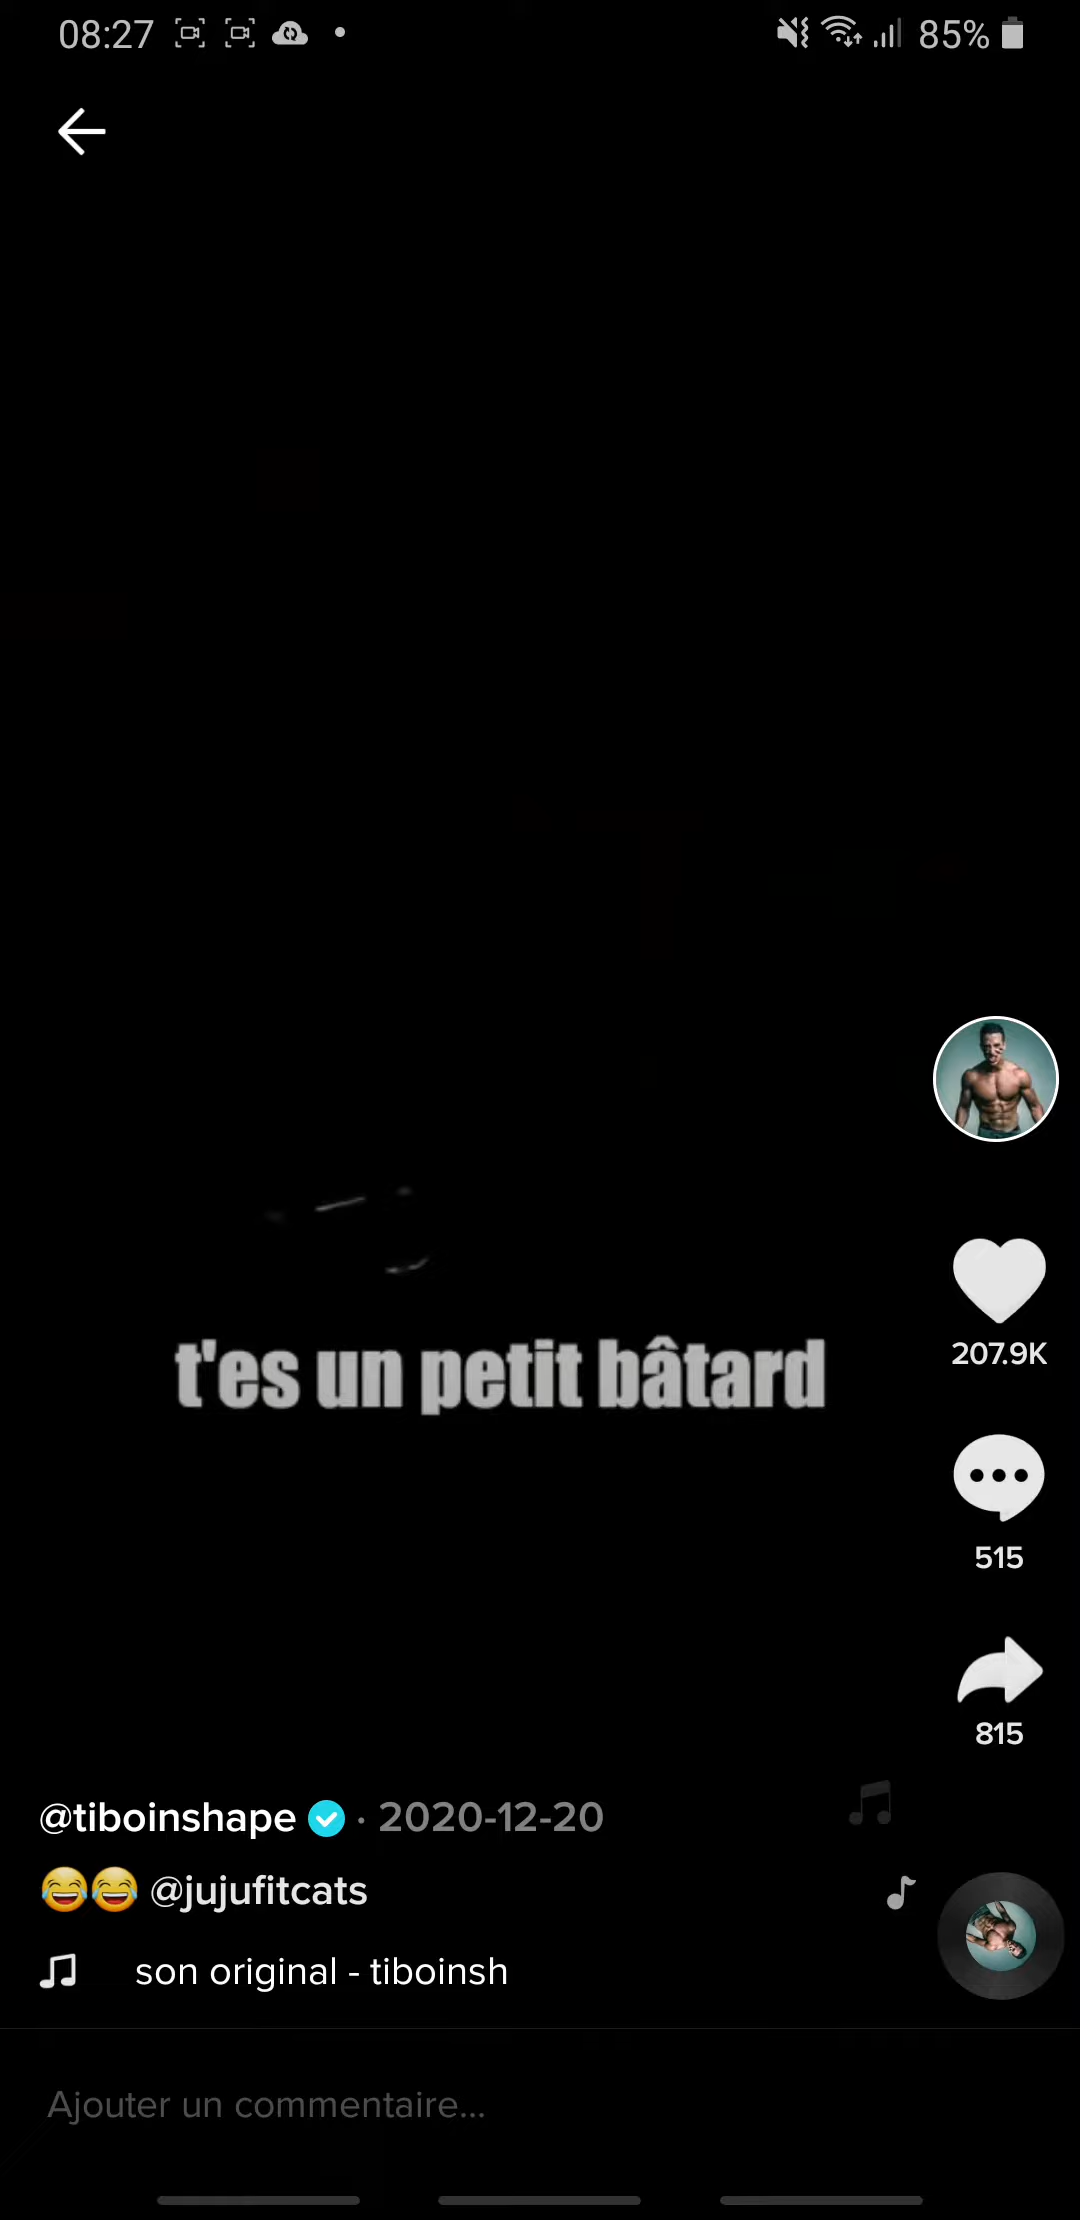 08:27
85%
t'es un petit bâtard
207.9K
515
815
@tiboinshape · 2020-12-20
😂😂 @jujufitcats
son original - tiboinsh
Ajouter un commentaire...